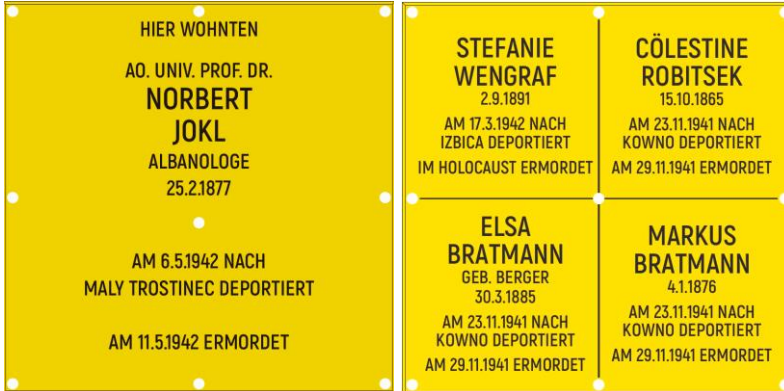 HIER WOHNTEN
AO. UNIV. PROF. DR.
NORBERT
JOKL
ALBANOLOGE
25.2.1877
AM 6.5.1942 NACH
MALY TROSTINEC DEPORTIERT
AM 11.5.1942 ERMORDET
STEFANIE
WENGRAF
2.9.1891
AM 17.3.1942 NACH
IZBICA DEPORTIERT
IM HOLOCAUST ERMORDET
CÖLESTINE
ROBITSEK
15.10.1865
AM 23.11.1941 NACH
KOWNO DEPORTIERT
AM 29.11.1941 ERMORDET
ELSA
BRATMANN
GEB. BERGER
30.3.1885
AM 23.11.1941 NACH
KOWNO DEPORTIERT
AM 29.11.1941 ERMORDET
MARKUS
BRATMANN
4.1.1876
AM 23.11.1941 NACH
KOWNO DEPORTIERT
AM 29.11.1941 ERMORDET